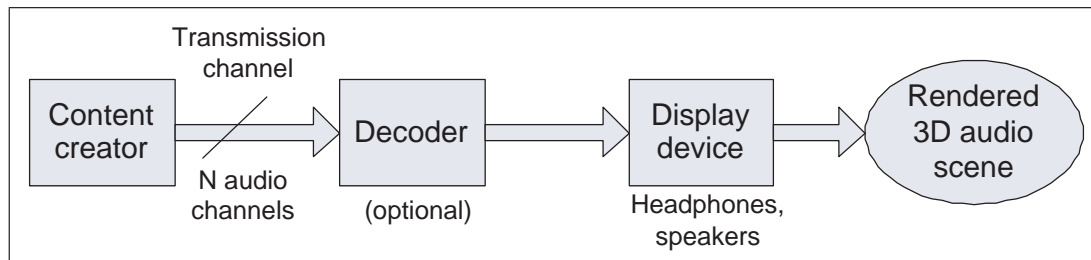 Transmission
channel
Content
creator
N audio
channels
Decoder
(optional)
Display
device
Headphones,
speakers
Rendered
3D audio
scene